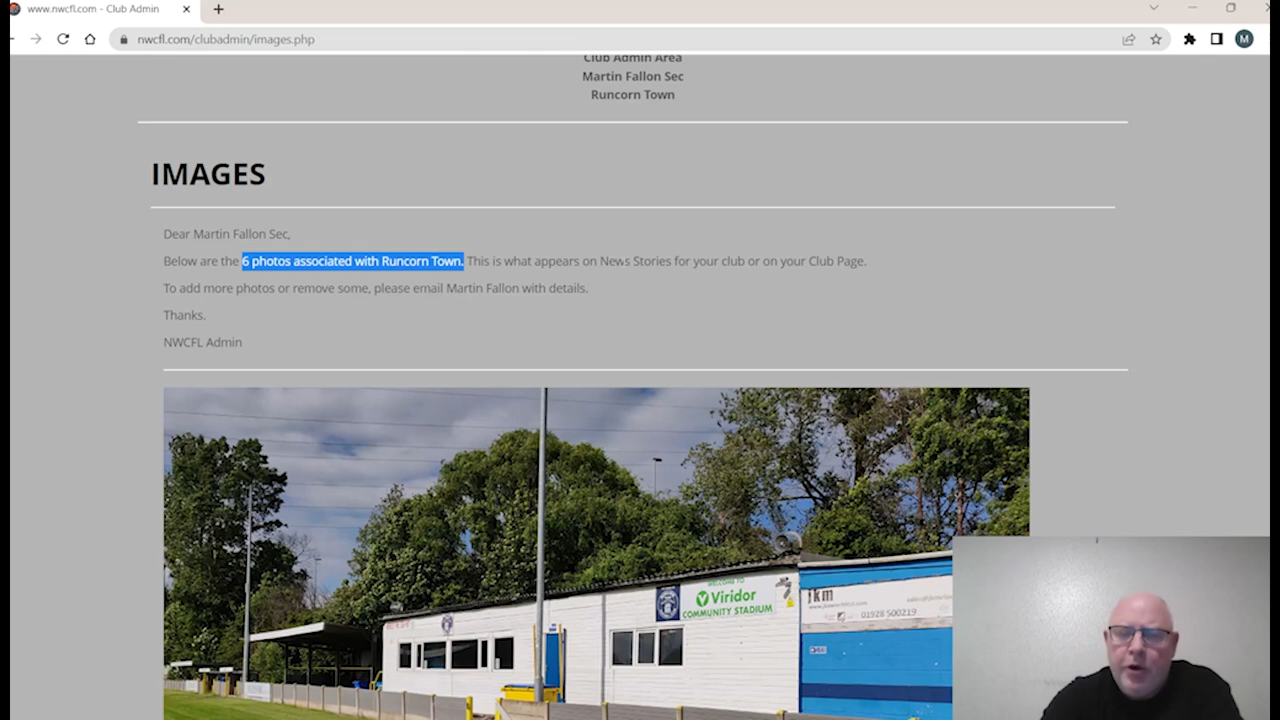 www.nwcfl.com - Club Admin
nwcfl.com/clubadmin/images.php
M
Club Admin Area
Martin Fallon Sec
Runcorn Town
IMAGES
Dear Martin Fallon Sec,
Below are the 6 photos associated with Runcorn Town. This is what appears on News Stories for your club or on your Club Page.
To add more photos or remove some, please email Martin Fallon with details.
Thanks.
NWCFL Admin
WELCOME TO
Viridor
COMMUNITY STADIUM
jkm
01928 500219